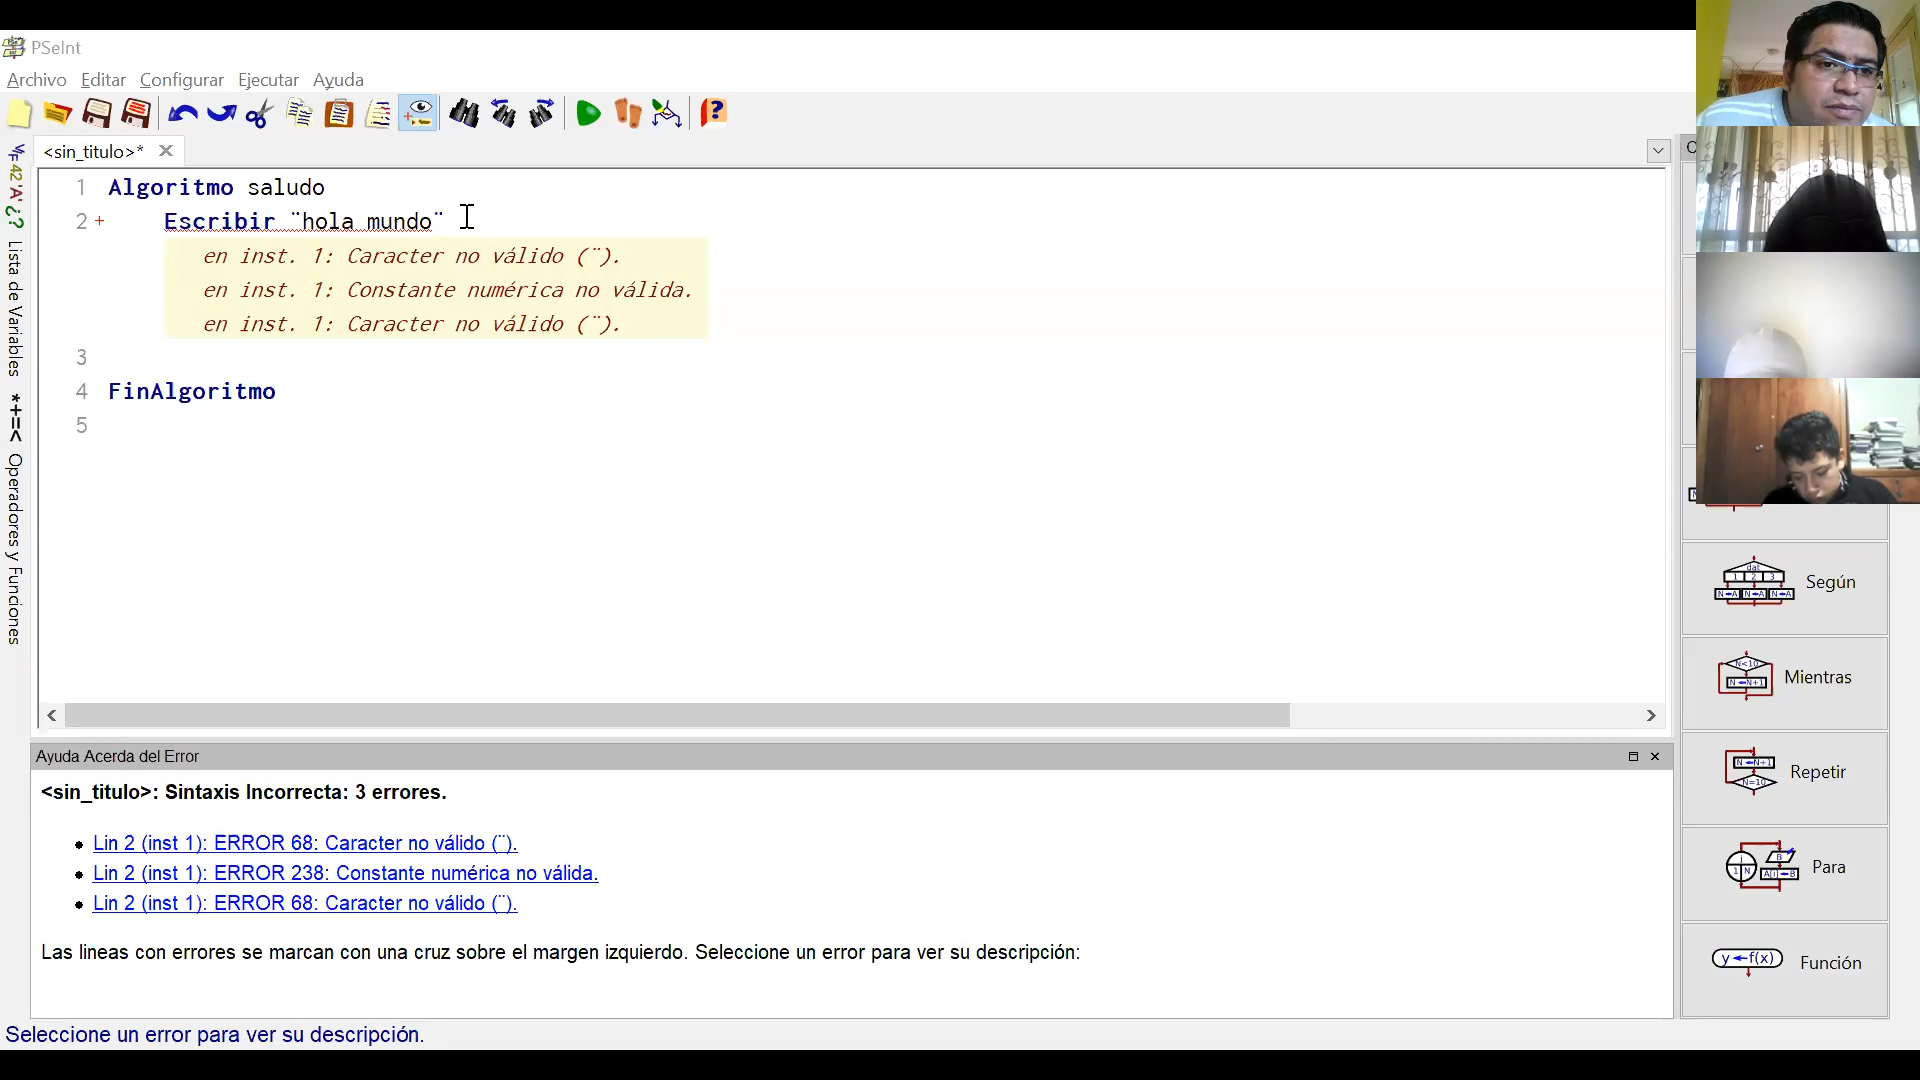 PSeInt
Archivo Editar Configurar Ejecutar Ayuda
<sin_titulo>*
1 Algoritmo saludo
2 + Escribir ¨hola mundo¨
en inst. 1: Caracter no válido (¨).
en inst. 1: Constante numérica no válida.
en inst. 1: Caracter no válido (¨).
3
4 FinAlgoritmo
5
Lista de Variables
*+=< Operadores y Funciones
Según
Mientras
Repetir
Para
Función
Ayuda Acerda del Error
<sin_titulo>: Sintaxis Incorrecta: 3 errores.
Lin 2 (inst 1): ERROR 68: Caracter no válido (¨).
Lin 2 (inst 1): ERROR 238: Constante numérica no válida.
Lin 2 (inst 1): ERROR 68: Caracter no válido (¨).
Las lineas con errores se marcan con una cruz sobre el margen izquierdo. Seleccione un error para ver su descripción:
Seleccione un error para ver su descripción.